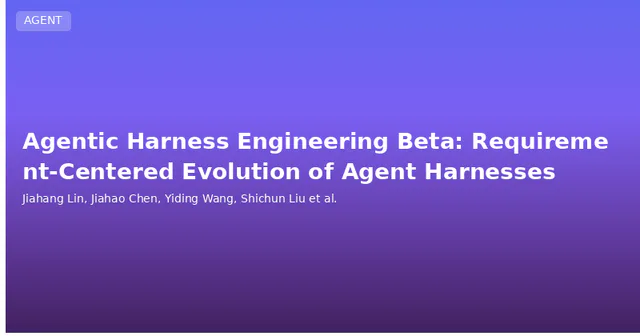 AGENT
Agentic Harness Engineering Beta: Requireme
nt-Centered Evolution of Agent Harnesses
Jiahang Lin, Jiahao Chen, Yiding Wang, Shichun Liu et al.